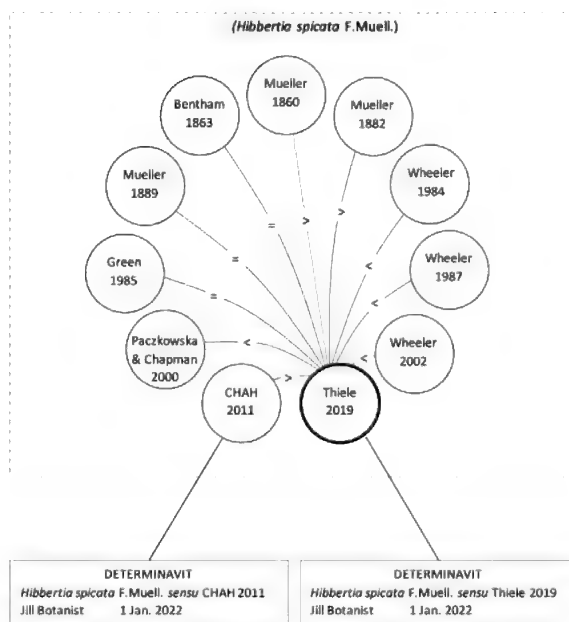 (Hibbertia spicata F.Muell.)
Mueller
1860
Bentham
1863
Mueller
1882
Mueller
1889
Wheeler
1984
Green
1985
Wheeler
1987
Paczkowska
& Chapman
2000
Wheeler
2002
CHAH
2011
Thiele
2019
=
>
>
=
<
=
<
<
<
>
DETERMINAVIT
Hibbertia spicata F.Muell. sensu CHAH 2011
Jill Botanist 1 Jan. 2022
DETERMINAVIT
Hibbertia spicata F.Muell. sensu Thiele 2019
Jill Botanist 1 Jan. 2022